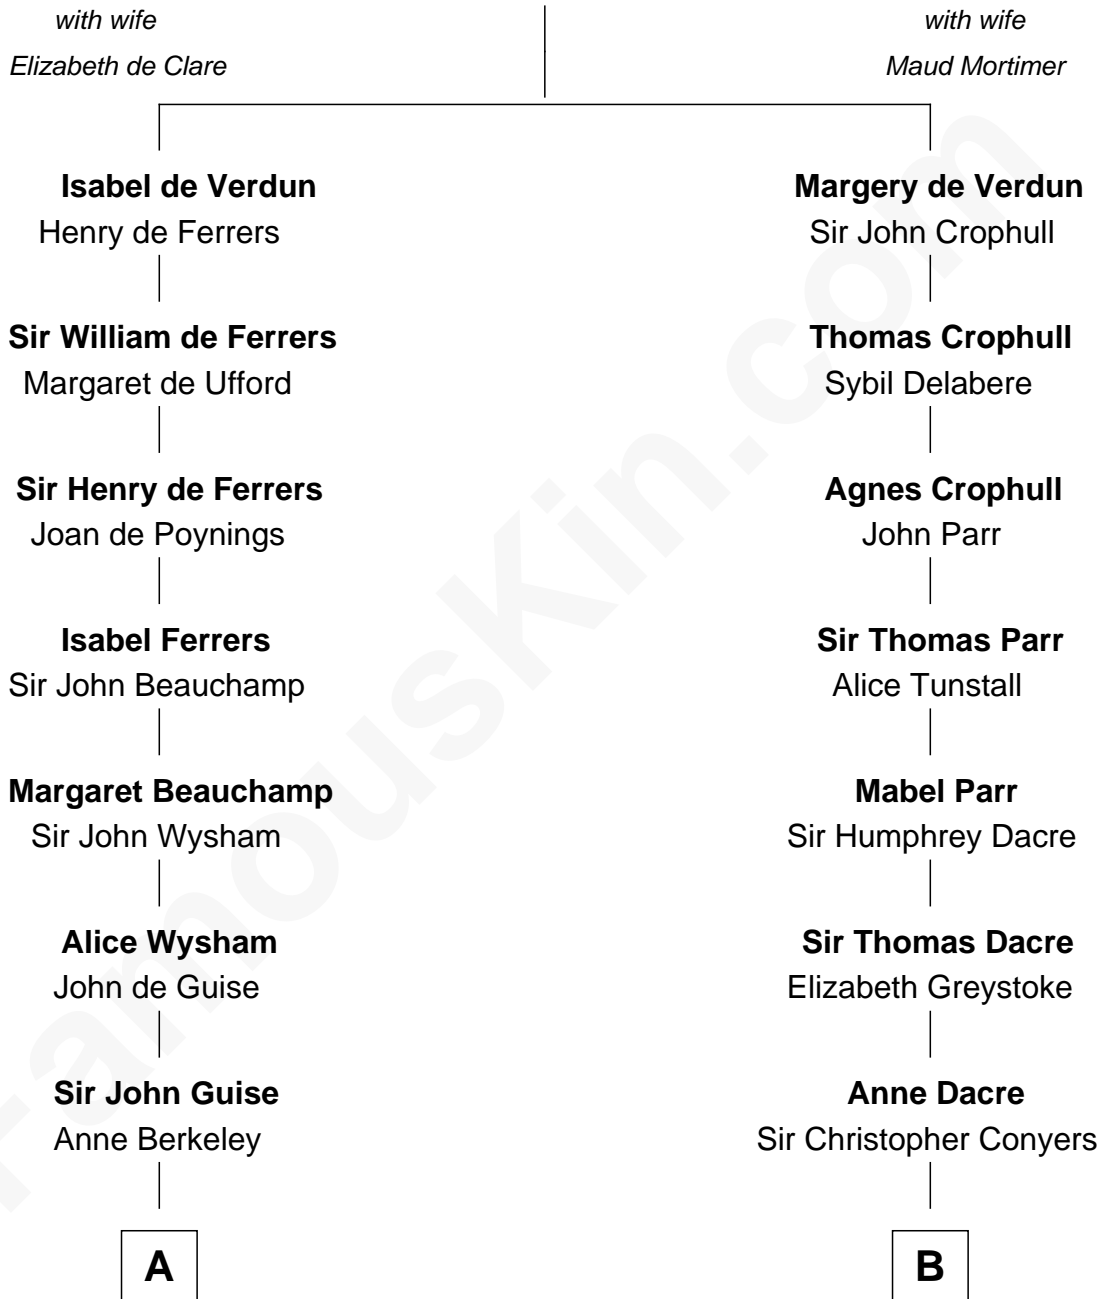 with wife
Elizabeth de Clare
with wife
Maud Mortimer
Isabel de Verdun
Henry de Ferrers
Margery de Verdun
Sir John Crophull
Sir William de Ferrers
Margaret de Ufford
Thomas Crophull
Sybil Delabere
Sir Henry de Ferrers
Joan de Poynings
Agnes Crophull
John Parr
Isabel Ferrers
Sir John Beauchamp
Sir Thomas Parr
Alice Tunstall
Margaret Beauchamp
Sir John Wysham
Mabel Parr
Sir Humphrey Dacre
Alice Wysham
John de Guise
Sir Thomas Dacre
Elizabeth Greystoke
Sir John Guise
Anne Berkeley
Anne Dacre
Sir Christopher Conyers
A
B
FamousKin.com